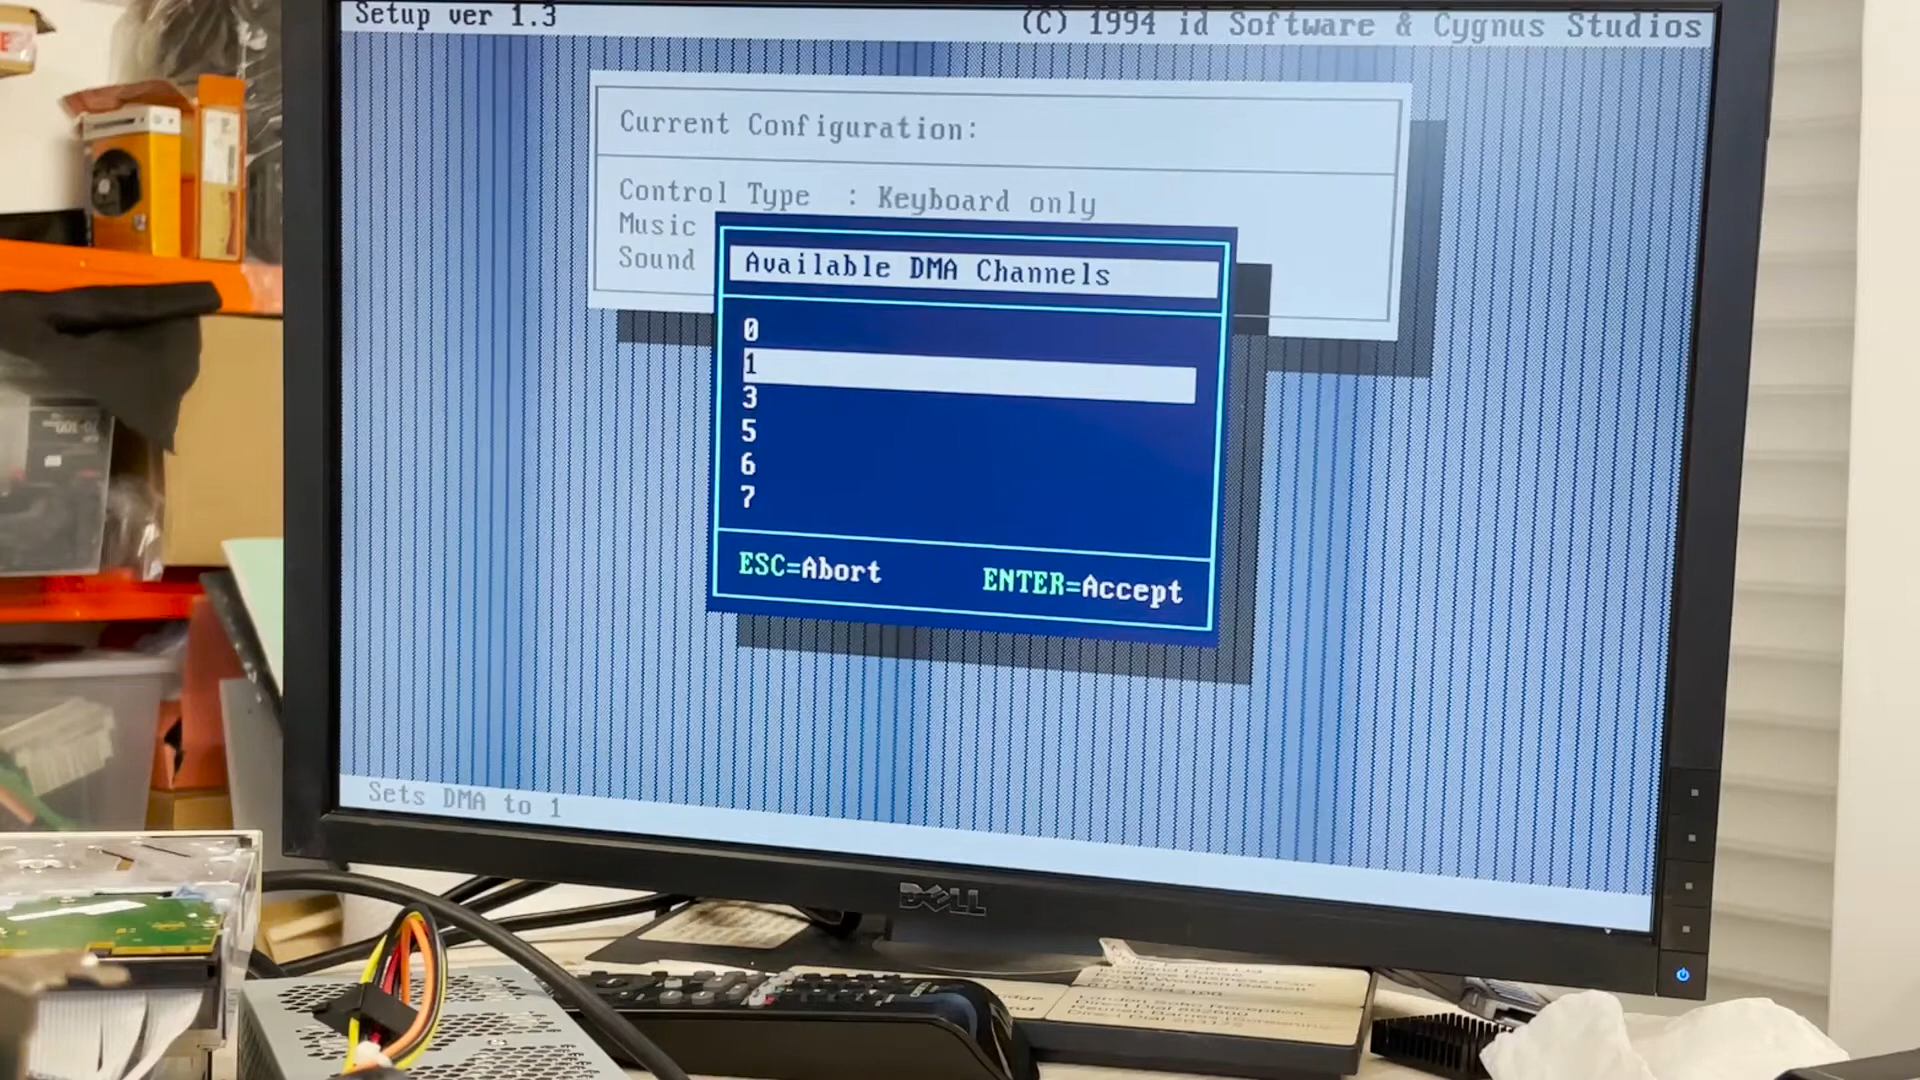 Setup ver 1.3
(C) 1994 id Software & Cygnus Studios
Current Configuration:
Control Type : Keyboard only
Music
Sound
Available DMA Channels
0
1
3
5
6
7
ESC=Abort ENTER=Accept
Sets DMA to 1
DELL